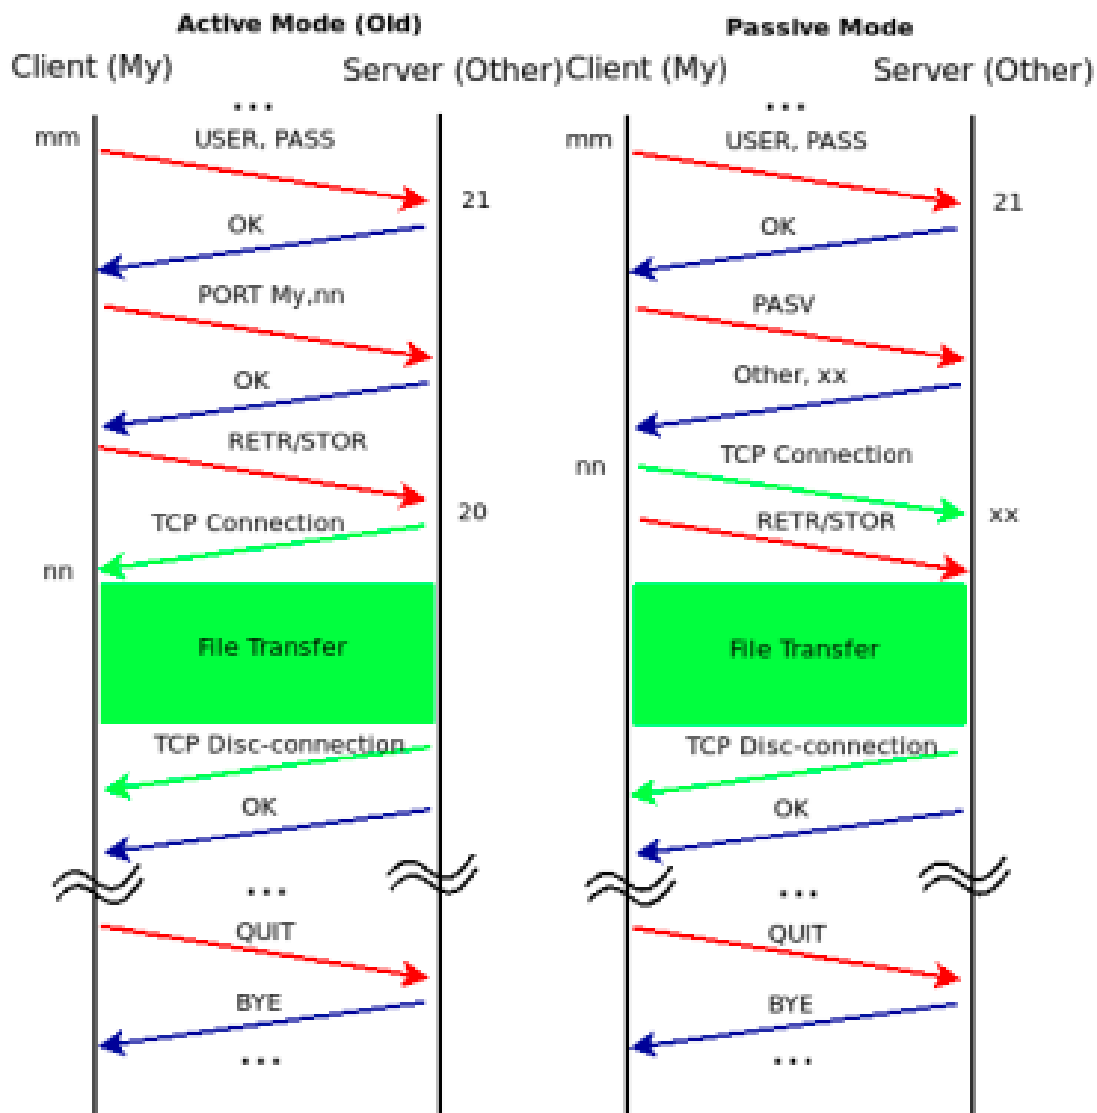 Active Mode (Old)
Client (My)
Server (Other)
...
mm
USER, PASS
21
OK
PORT My,nn
OK
RETR/STOR
20
TCP Connection
nn
File Transfer
TCP Disc-connection
OK
...
QUIT
BYE
...
Passive Mode
Client (My)
Server (Other)
...
mm
USER, PASS
21
OK
PASV
Other, xx
TCP Connection
nn
xx
RETR/STOR
File Transfer
TCP Disc-connection
OK
...
QUIT
BYE
...